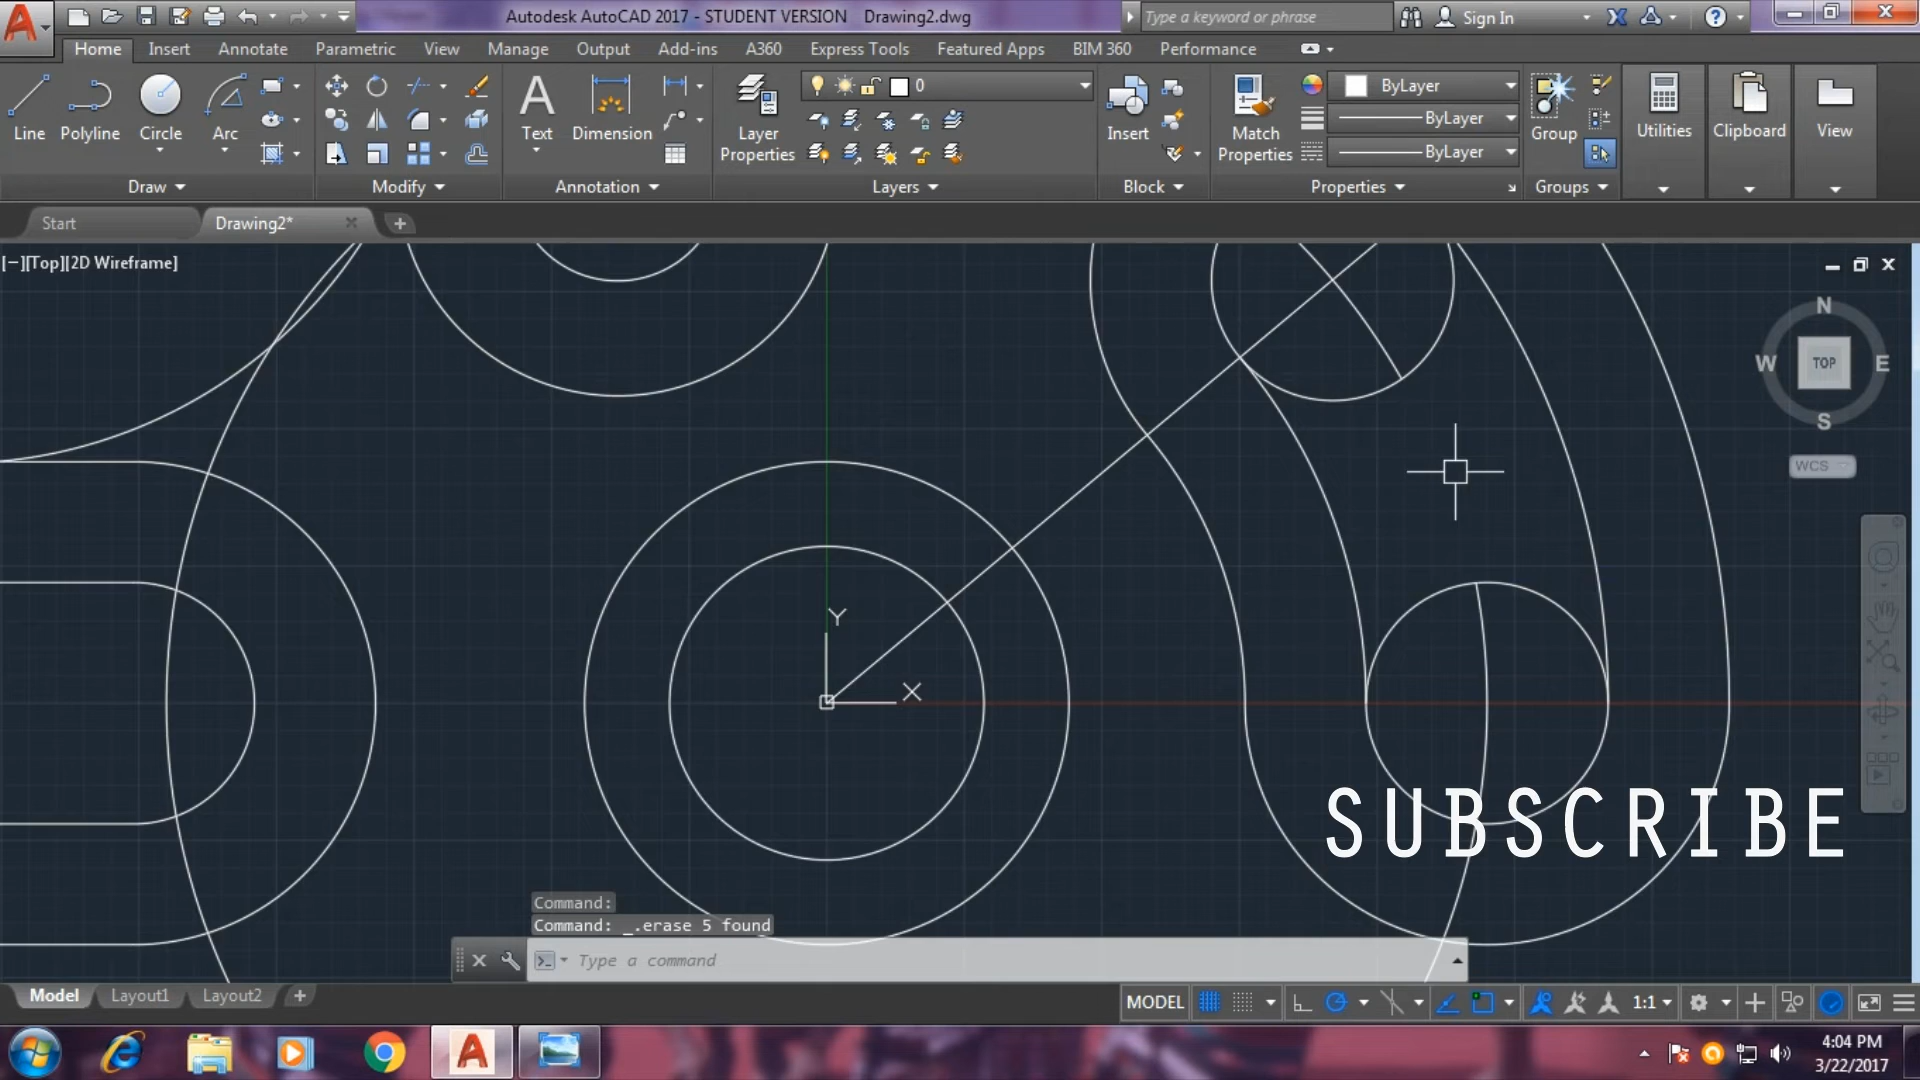 Autodesk AutoCAD 2017 - STUDENT VERSION Drawing2.dwg
Type a keyword or phrase
Sign In
Home Insert Annotate Parametric View Manage Output Add-ins A360 Express Tools Featured Apps BIM 360 Performance
Line Polyline Circle Arc
Text Dimension
Layer Properties
0
Insert
Match Properties
ByLayer
ByLayer
ByLayer
Group
Utilities Clipboard View
Draw Modify Annotation Layers Block Properties Groups
Start Drawing2*
[−][Top][2D Wireframe]
N
W TOP E
S
WCS
Y
X
SUBSCRIBE
Command:
Command: _.erase 5 found
Type a command
Model Layout1 Layout2
MODEL 1:1
4:04 PM
3/22/2017